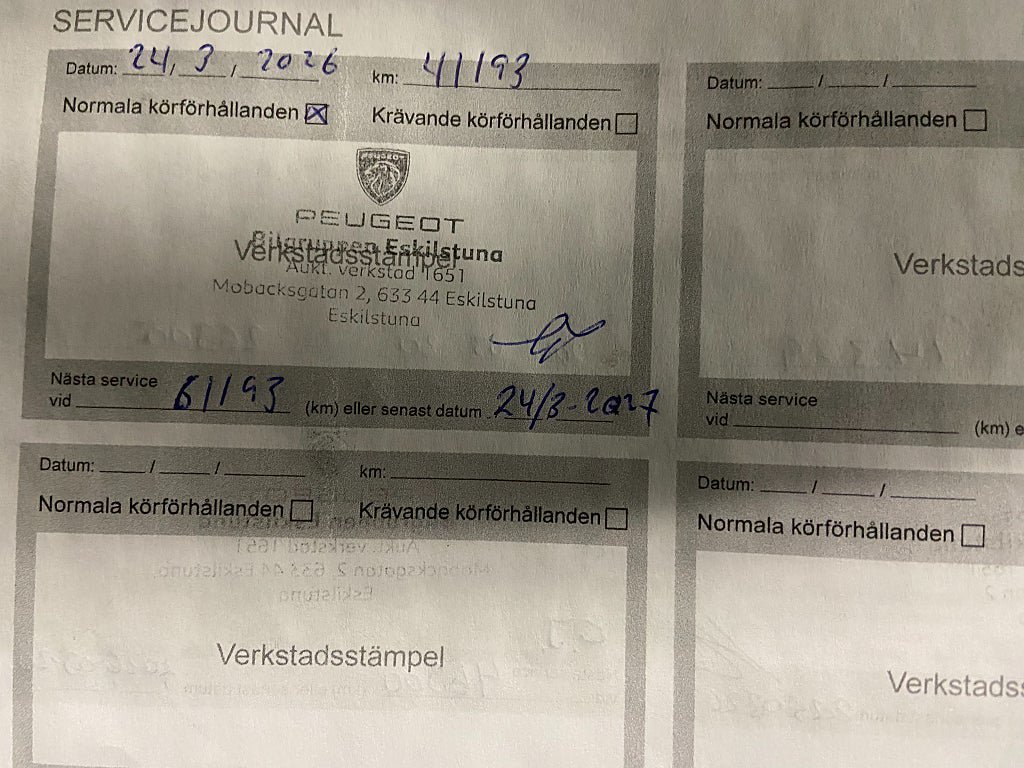 SERVICEJOURNAL
Datum: 24 / 3 / 2026 km: 41193
Normala körförhållanden ☒ Krävande körförhållanden ☐
PEUGEOT
PEUGEOT
Bilgruppen Eskilstuna
Verkstadsstämpel
Aukt. verkstad 1651
Mobacksgatan 2, 633 44 Eskilstuna
Eskilstuna
Nästa service
vid 61193 (km) eller senast datum 24/3-2027
Datum: / / 
Normala körförhållanden ☐
Verkstads
Nästa service
vid (km) e
Datum: / / km:
Normala körförhållanden ☐ Krävande körförhållanden ☐
Verkstadsstämpel
Datum: / /
Normala körförhållanden ☐
Verkstads